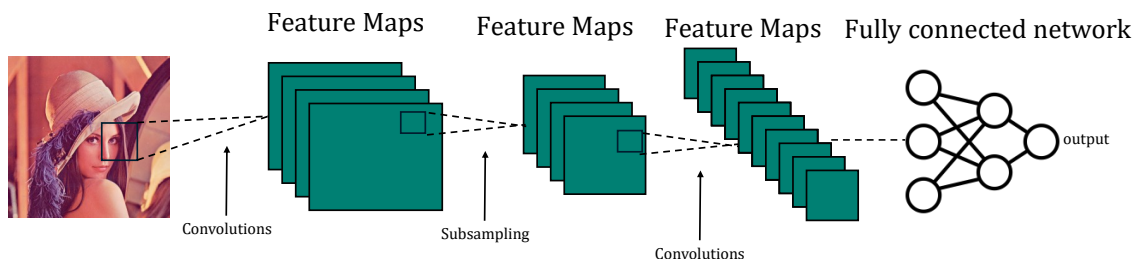 Feature Maps
Feature Maps
Feature Maps
Fully connected network
output
Convolutions
Subsampling
Convolutions